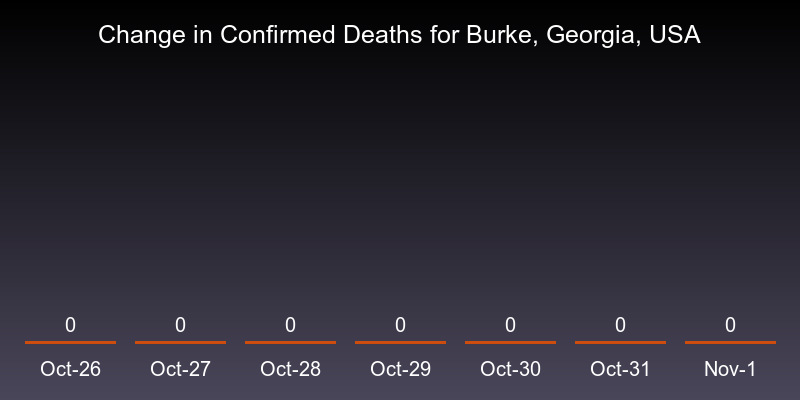 Change in Confirmed Deaths for Burke, Georgia, USA
0 0 0 0 0 0 0
Oct-26 Oct-27 Oct-28 Oct-29 Oct-30 Oct-31 Nov-1